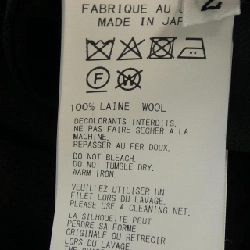 FABRIQUE AU J
MADE IN JAP
2
F W
100% LAINE WOOL
DECOLORANTS INTERDITS.
NE PAS FAIRE SECHER A LA
MACHINE.
REPASSER AU FER DOUX.
DO NOT BLEACH.
DO NOT TUMBLE DRY.
WARM IRON.
VEUILLEZ UTILISER UN
FILET LORS DU LAVAGE.
PLEASE USE A CLEANING NET.
LA SILHOUETTE PEUT
PERDRE SA FORME
ORIGINALE OU RETRECIR
LORS DU LAVAGE